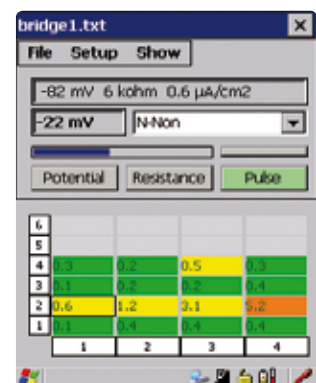 bridge1.txt
File Setup Show
-82 mV 6 kohm 0.6 µA/cm2
-22 mV N-Non
Potential Resistance Pulse
6
5
4 0.3 0.2 0.5 0.3
3 0.1 0.2 0.2 0.4
2 0.6 1.2 3.1 5.2
1 0.1 0.4 0.4 0.4
1 2 3 4